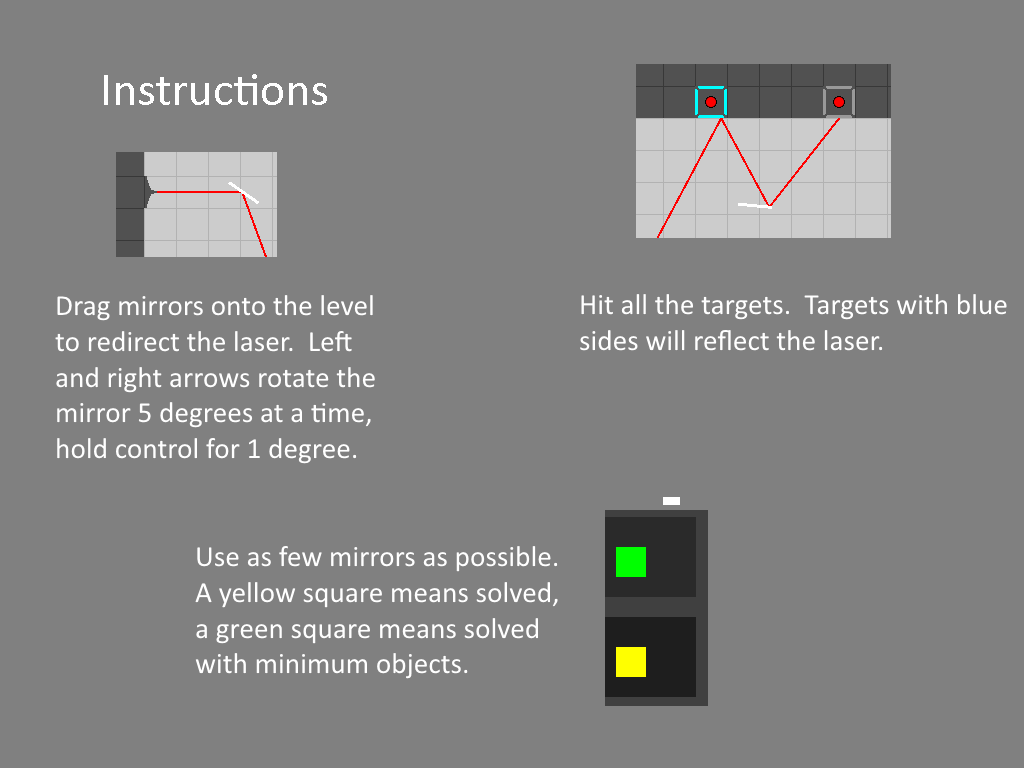 Instructions
Drag mirrors onto the level
to redirect the laser.  Left
and right arrows rotate the
mirror 5 degrees at a time,
hold control for 1 degree.
Hit all the targets.  Targets with blue
sides will reflect the laser.
Use as few mirrors as possible.
A yellow square means solved,
a green square means solved
with minimum objects.